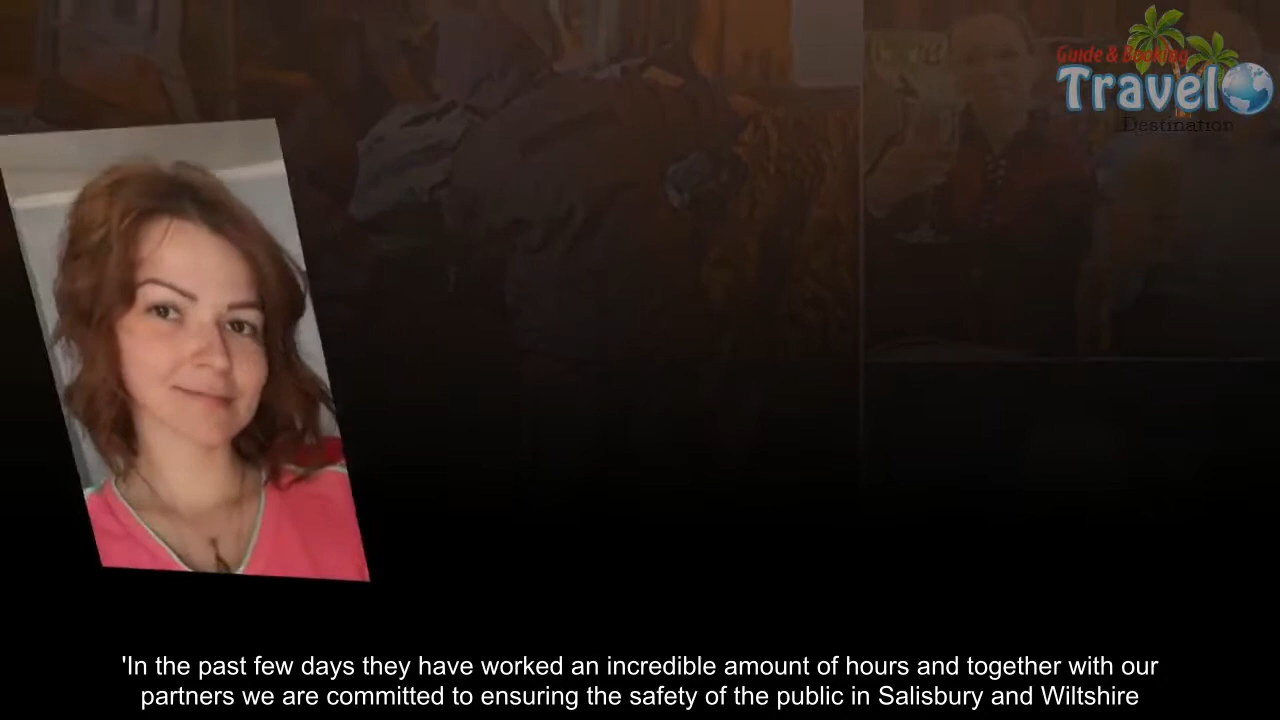 Guide & Booking
Travel
Destination
'In the past few days they have worked an incredible amount of hours and together with our
partners we are committed to ensuring the safety of the public in Salisbury and Wiltshire